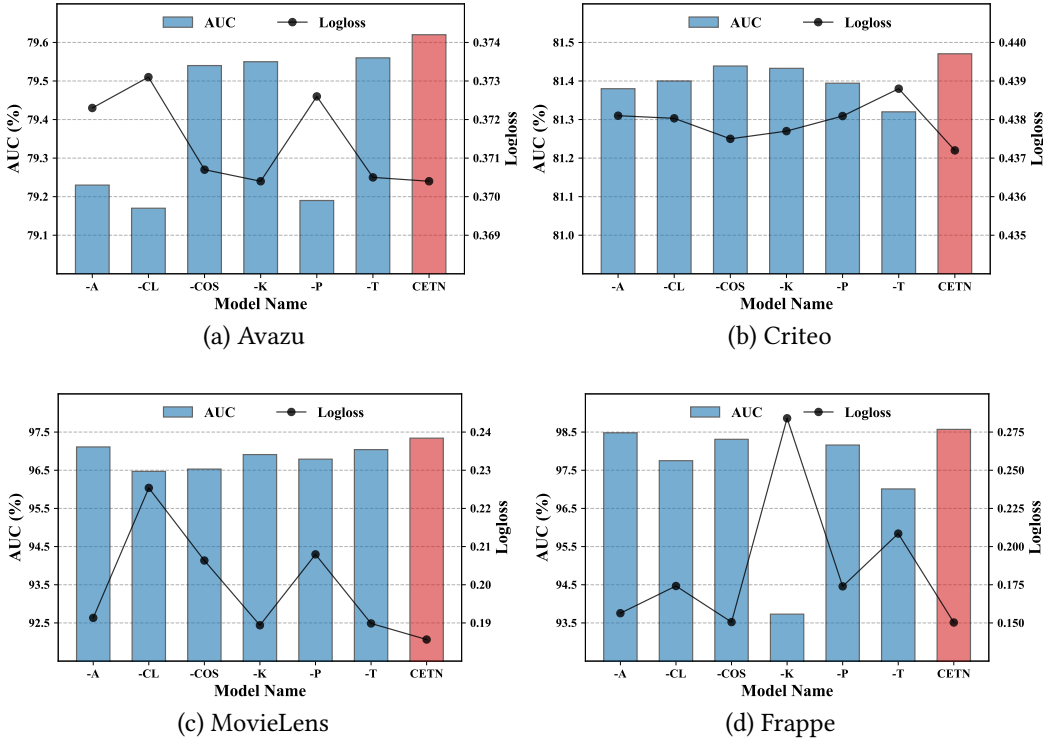 AUC Logloss
AUC (%)
79.6
79.5
79.4
79.3
79.2
79.1
0.374
0.373
0.372
0.371
0.370
0.369
Logloss
-A -CL -COS -K -P -T CETN
Model Name
(a) Avazu
AUC Logloss
AUC (%)
81.5
81.4
81.3
81.2
81.1
81.0
0.440
0.439
0.438
0.437
0.436
0.435
Logloss
-A -CL -COS -K -P -T CETN
Model Name
(b) Criteo
AUC Logloss
AUC (%)
97.5
96.5
95.5
94.5
93.5
92.5
0.24
0.23
0.22
0.21
0.20
0.19
Logloss
-A -CL -COS -K -P -T CETN
Model Name
(c) MovieLens
AUC Logloss
AUC (%)
98.5
97.5
96.5
95.5
94.5
93.5
0.275
0.250
0.225
0.200
0.175
0.150
Logloss
-A -CL -COS -K -P -T CETN
Model Name
(d) Frappe